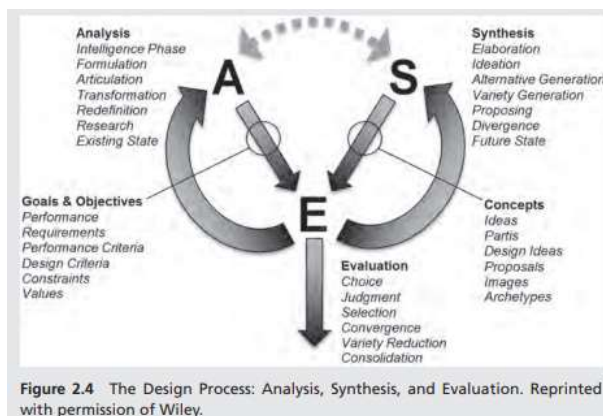 Analysis
Intelligence Phase
Formulation
Articulation
Transformation
Redefinition
Research
Existing State
A
S
Synthesis
Elaboration
Ideation
Alternative Generation
Variety Generation
Proposing
Divergence
Future State
Goals & Objectives
Performance
Requirements
Performance Criteria
Design Criteria
Constraints
Values
E
Evaluation
Choice
Judgment
Selection
Convergence
Variety Reduction
Consolidation
Concepts
Ideas
Partis
Design Ideas
Proposals
Images
Archetypes
Figure 2.4 The Design Process: Analysis, Synthesis, and Evaluation. Reprinted
with permission of Wiley.